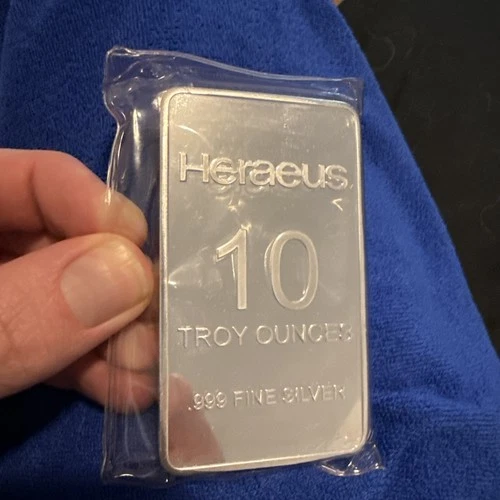 Heraeus
10
TROY OUNCES
.999 FINE SILVER